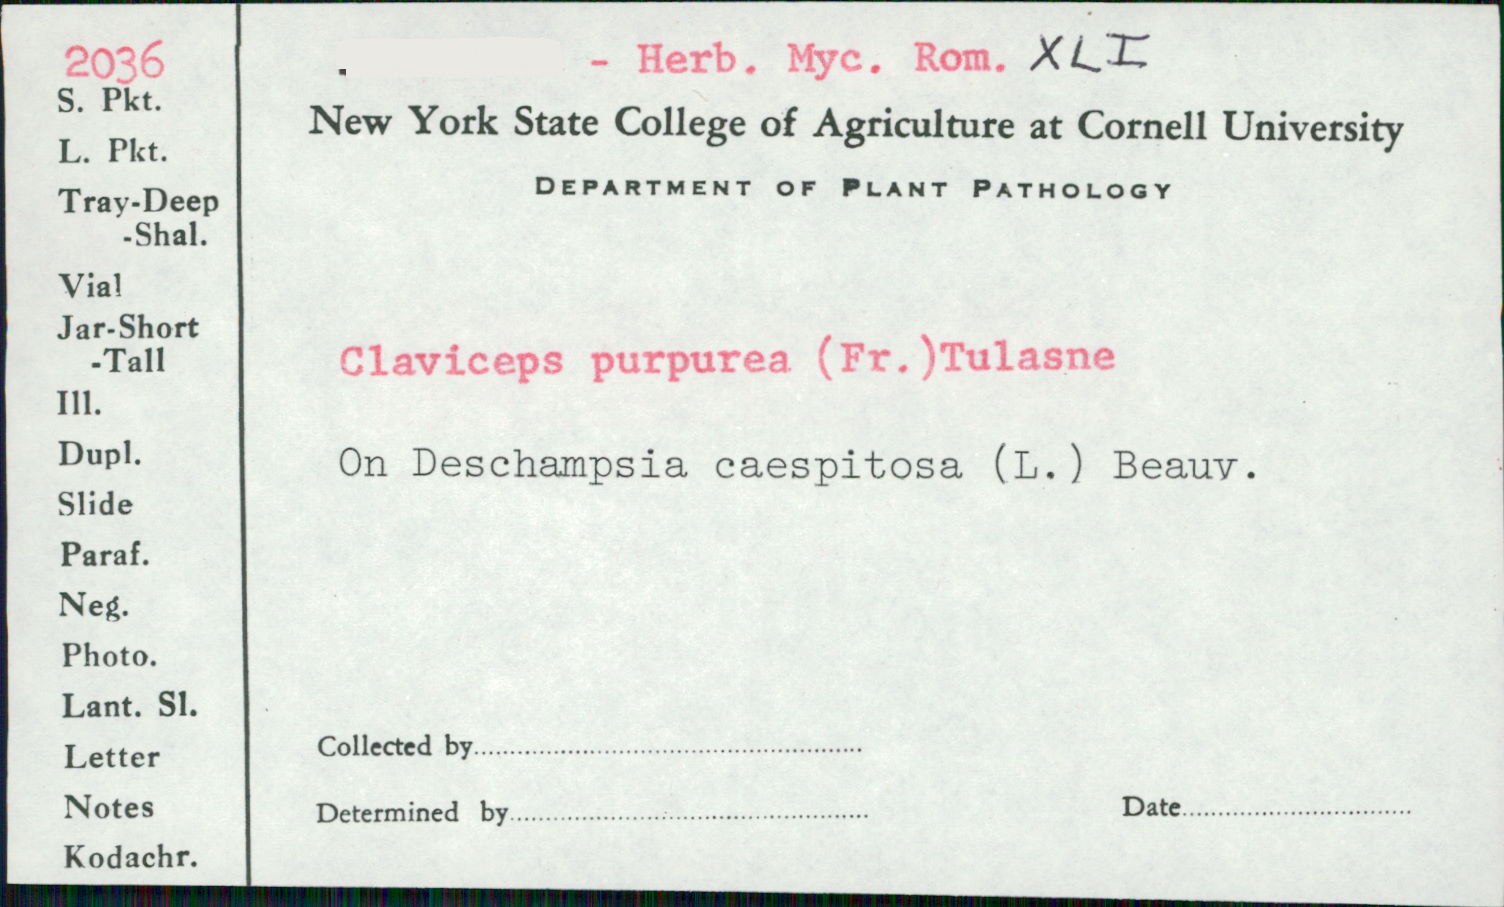 2036
S. Pkt.
L. Pkt.
Tray-Deep
-Shal.
Vial
Jar-Short
-Tall
Ill.
Dupl.
Slide
Paraf.
Neg.
Photo.
Lant. Sl.
Letter
Notes
Kodachr.
- Herb. Myc. Rom. XLI
New York State College of Agriculture at Cornell University
DEPARTMENT OF PLANT PATHOLOGY
Claviceps purpurea (Fr.)Tulasne
On Deschampsia caespitosa (L.) Beauv.
Collected by
Determined by
Date